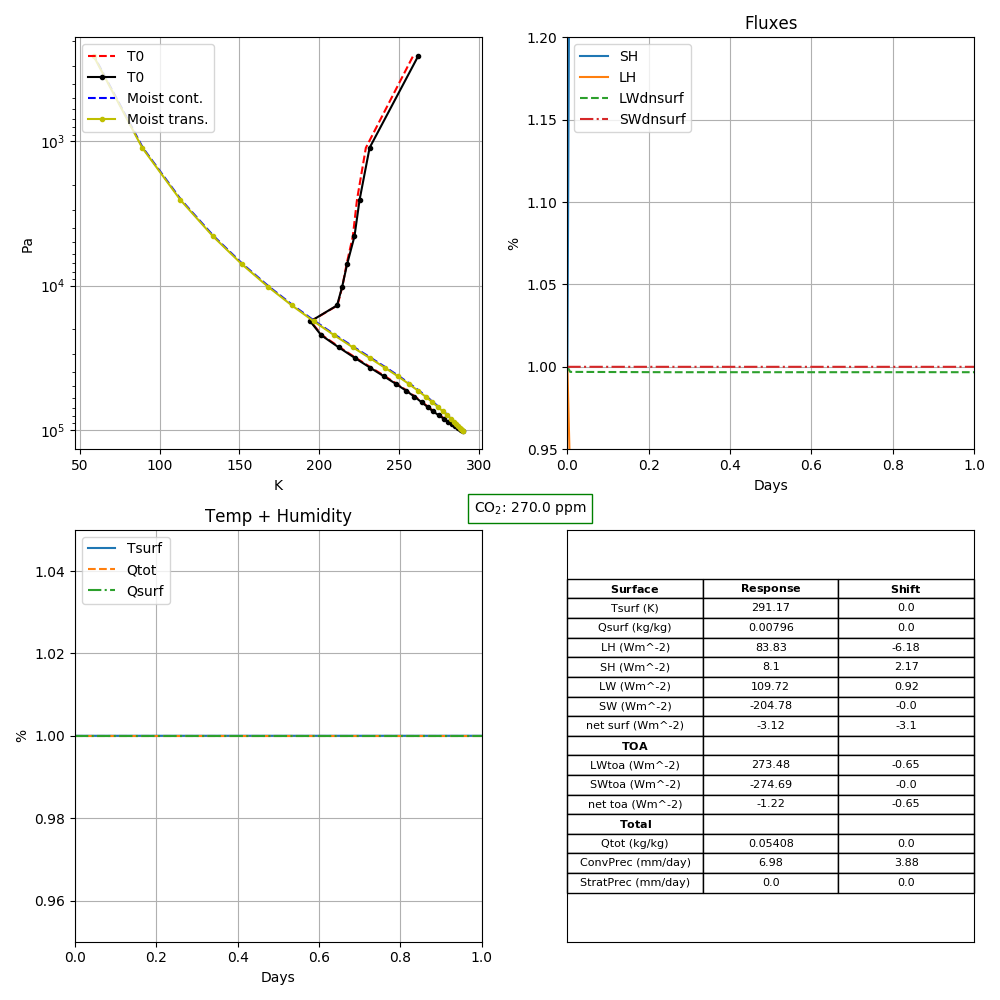 T0
T0
Moist cont.
Moist trans.
10^3
10^4
10^5
Pa
50 100 150 200 250 300
K
Fluxes
SH
LH
LWdnsurf
SWdnsurf
1.20
1.15
1.10
1.05
1.00
0.95
%
0.0 0.2 0.4 0.6 0.8 1.0
Days
CO₂: 270.0 ppm
Temp + Humidity
Tsurf
Qtot
Qsurf
1.04
1.02
1.00
0.98
0.96
%
0.0 0.2 0.4 0.6 0.8 1.0
Days
Surface Response Shift
Tsurf (K) 291.17 0.0
Qsurf (kg/kg) 0.00796 0.0
LH (Wm^-2) 83.83 -6.18
SH (Wm^-2) 8.1 2.17
LW (Wm^-2) 109.72 0.92
SW (Wm^-2) -204.78 -0.0
net surf (Wm^-2) -3.12 -3.1
TOA
LWtoa (Wm^-2) 273.48 -0.65
SWtoa (Wm^-2) -274.69 -0.0
net toa (Wm^-2) -1.22 -0.65
Total
Qtot (kg/kg) 0.05408 0.0
ConvPrec (mm/day) 6.98 3.88
StratPrec (mm/day) 0.0 0.0